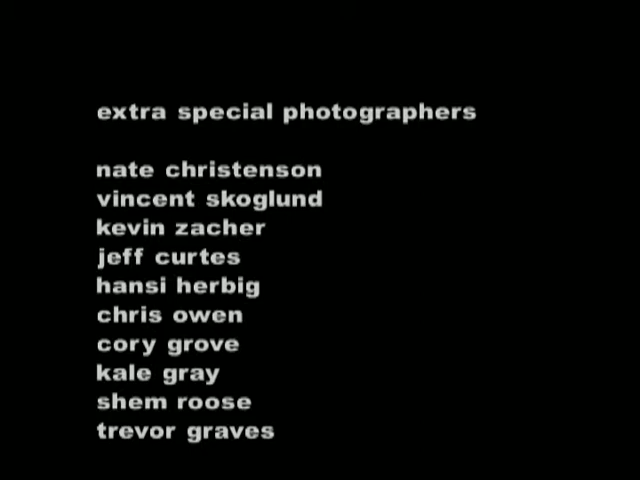 extra special photographers
nate christenson
vincent skoglund
kevin zacher
jeff curtes
hansi herbig
chris owen
cory grove
kale gray
shem roose
trevor graves